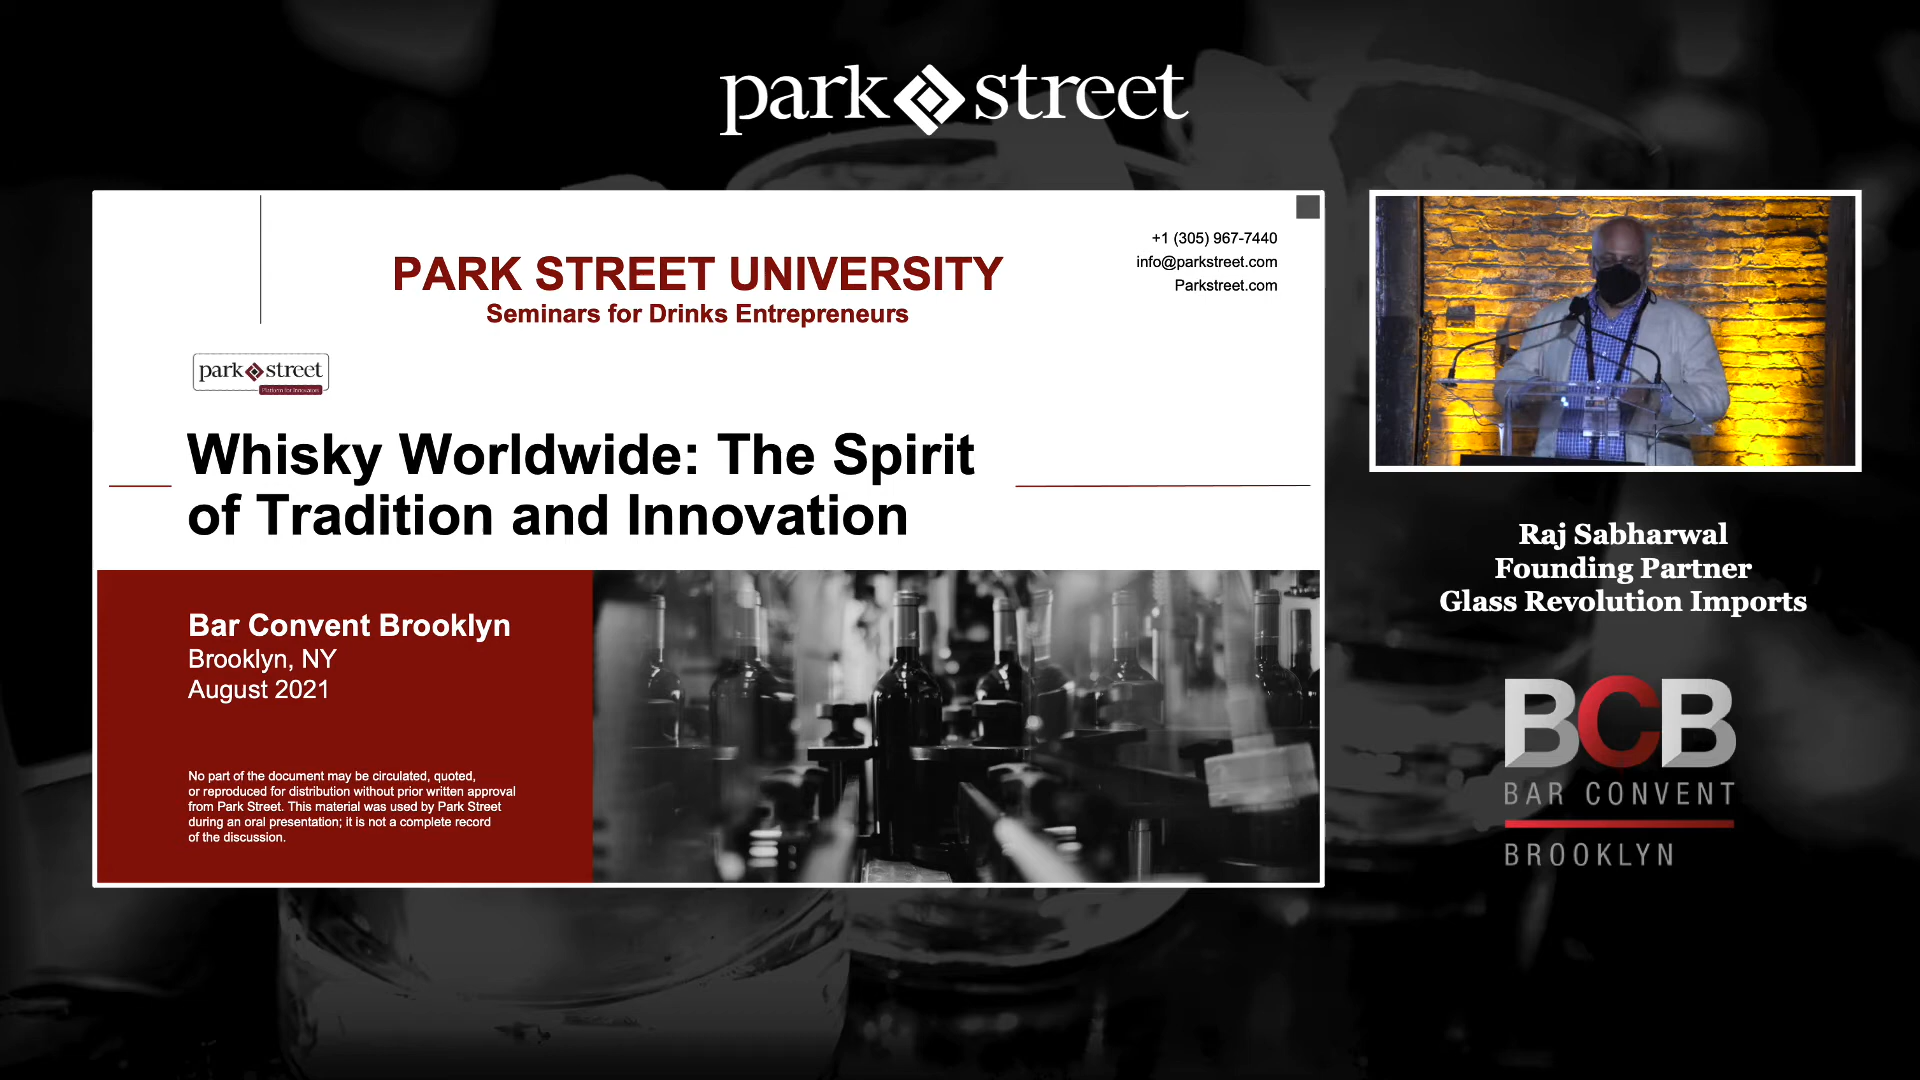 park street
PARK STREET UNIVERSITY
Seminars for Drinks Entrepreneurs
+1 (305) 967-7440
info@parkstreet.com
Parkstreet.com
park street
Platform for Innovators
Whisky Worldwide: The Spirit
of Tradition and Innovation
Bar Convent Brooklyn
Brooklyn, NY
August 2021
No part of the document may be circulated, quoted,
or reproduced for distribution without prior written approval
from Park Street. This material was used by Park Street
during an oral presentation; it is not a complete record
of the discussion.
Raj Sabharwal
Founding Partner
Glass Revolution Imports
BCB
BAR CONVENT
BROOKLYN